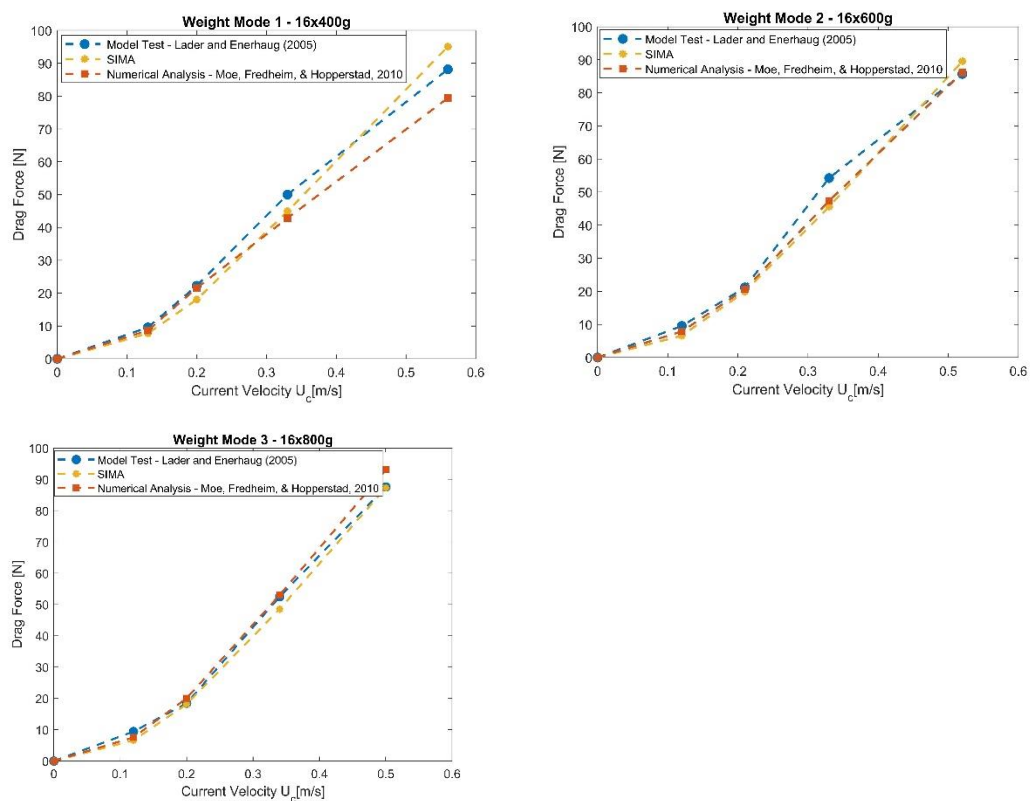 Weight Mode 1 - 16x400g
100
90
80
70
60
50
40
30
20
10
0
Drag Force [N]
Model Test - Lader and Enerhaug (2005)
SIMA
Numerical Analysis - Moe, Fredheim, & Hopperstad, 2010
0 0.1 0.2 0.3 0.4 0.5 0.6
Current Velocity U_c[m/s]
Weight Mode 2 - 16x600g
100
90
80
70
60
50
40
30
20
10
0
Drag Force [N]
Model Test - Lader and Enerhaug (2005)
SIMA
Numerical Analysis - Moe, Fredheim, & Hopperstad, 2010
0 0.1 0.2 0.3 0.4 0.5 0.6
Current Velocity U_c[m/s]
Weight Mode 3 - 16x800g
100
90
80
70
60
50
40
30
20
10
0
Drag Force [N]
Model Test - Lader and Enerhaug (2005)
SIMA
Numerical Analysis - Moe, Fredheim, & Hopperstad, 2010
0 0.1 0.2 0.3 0.4 0.5 0.6
Current Velocity U_c[m/s]